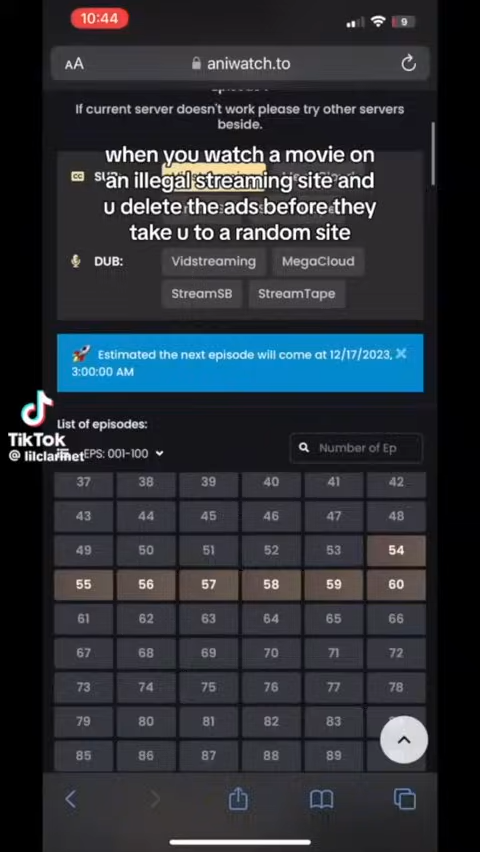 10:44
9
AA
aniwatch.to
If current server doesn't work please try other servers
beside.
when you watch a movie on
an illegal streaming site and
u delete the ads before they
take u to a random site
CC
DUB:
Vidstreaming
MegaCloud
StreamSB
StreamTape
Estimated the next episode will come at 12/17/2023,
3:00:00 AM
List of episodes:
TikTok
@ lilclarinet
EPS: 001-100
Number of Ep
37 38 39 40 41 42
43 44 45 46 47 48
49 50 51 52 53 54
55 56 57 58 59 60
61 62 63 64 65 66
67 68 69 70 71 72
73 74 75 76 77 78
79 80 81 82 83
85 86 87 88 89